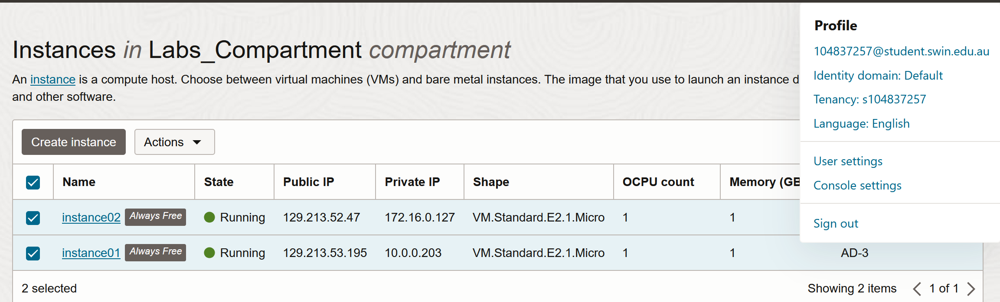 Instances in Labs_Compartment compartment
An instance is a compute host. Choose between virtual machines (VMs) and bare metal instances. The image that you use to launch an instance d
and other software.
Create instance
Actions
Name State Public IP Private IP Shape OCPU count Memory (GB
instance02 Always Free Running 129.213.52.47 172.16.0.127 VM.Standard.E2.1.Micro 1 1
instance01 Always Free Running 129.213.53.195 10.0.0.203 VM.Standard.E2.1.Micro 1 1 AD-3
2 selected
Showing 2 items 1 of 1
Profile
104837257@student.swin.edu.au
Identity domain: Default
Tenancy: s104837257
Language: English
User settings
Console settings
Sign out